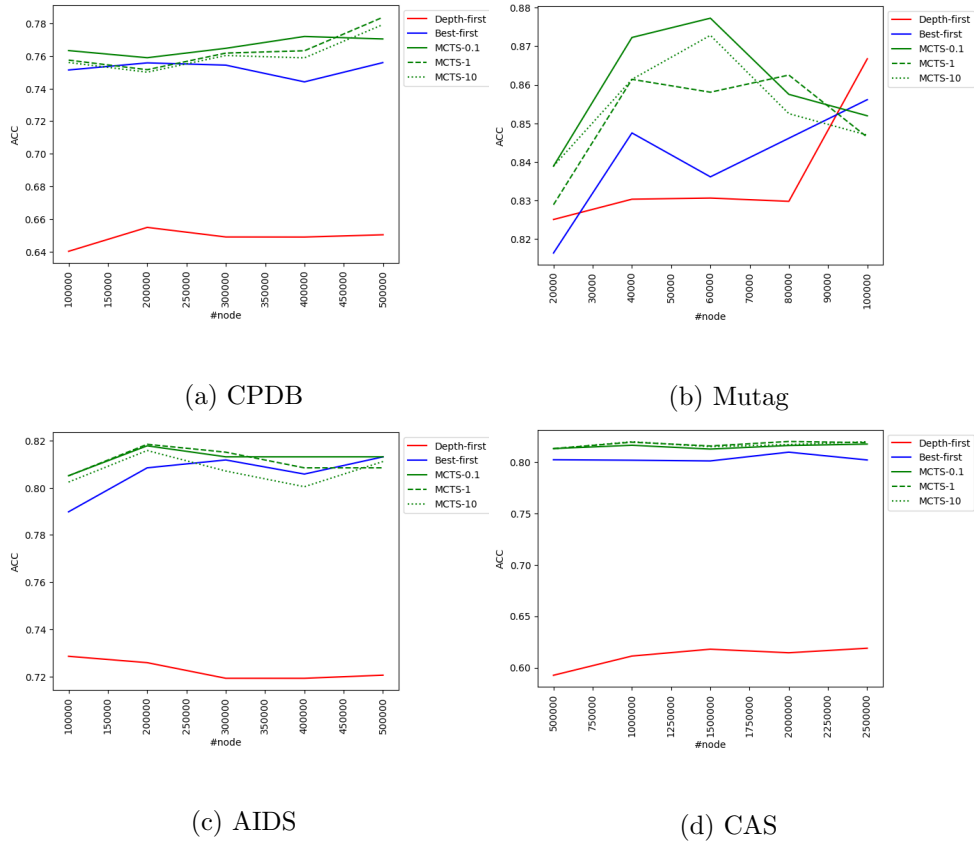 0.78
0.76
0.74
0.72
0.70
0.68
0.66
0.64
ACC
100000
150000
200000
250000
300000
350000
400000
450000
500000
#node
Depth-first
Best-first
MCTS-0.1
MCTS-1
MCTS-10
(a) CPDB
0.88
0.87
0.86
0.85
0.84
0.83
0.82
ACC
20000
30000
40000
50000
60000
70000
80000
90000
100000
#node
Depth-first
Best-first
MCTS-0.1
MCTS-1
MCTS-10
(b) Mutag
0.82
0.80
0.78
0.76
0.74
0.72
ACC
100000
150000
200000
250000
300000
350000
400000
450000
500000
#node
Depth-first
Best-first
MCTS-0.1
MCTS-1
MCTS-10
(c) AIDS
0.80
0.75
0.70
0.65
0.60
ACC
500000
750000
1000000
1250000
1500000
1750000
2000000
2250000
2500000
#node
Depth-first
Best-first
MCTS-0.1
MCTS-1
MCTS-10
(d) CAS